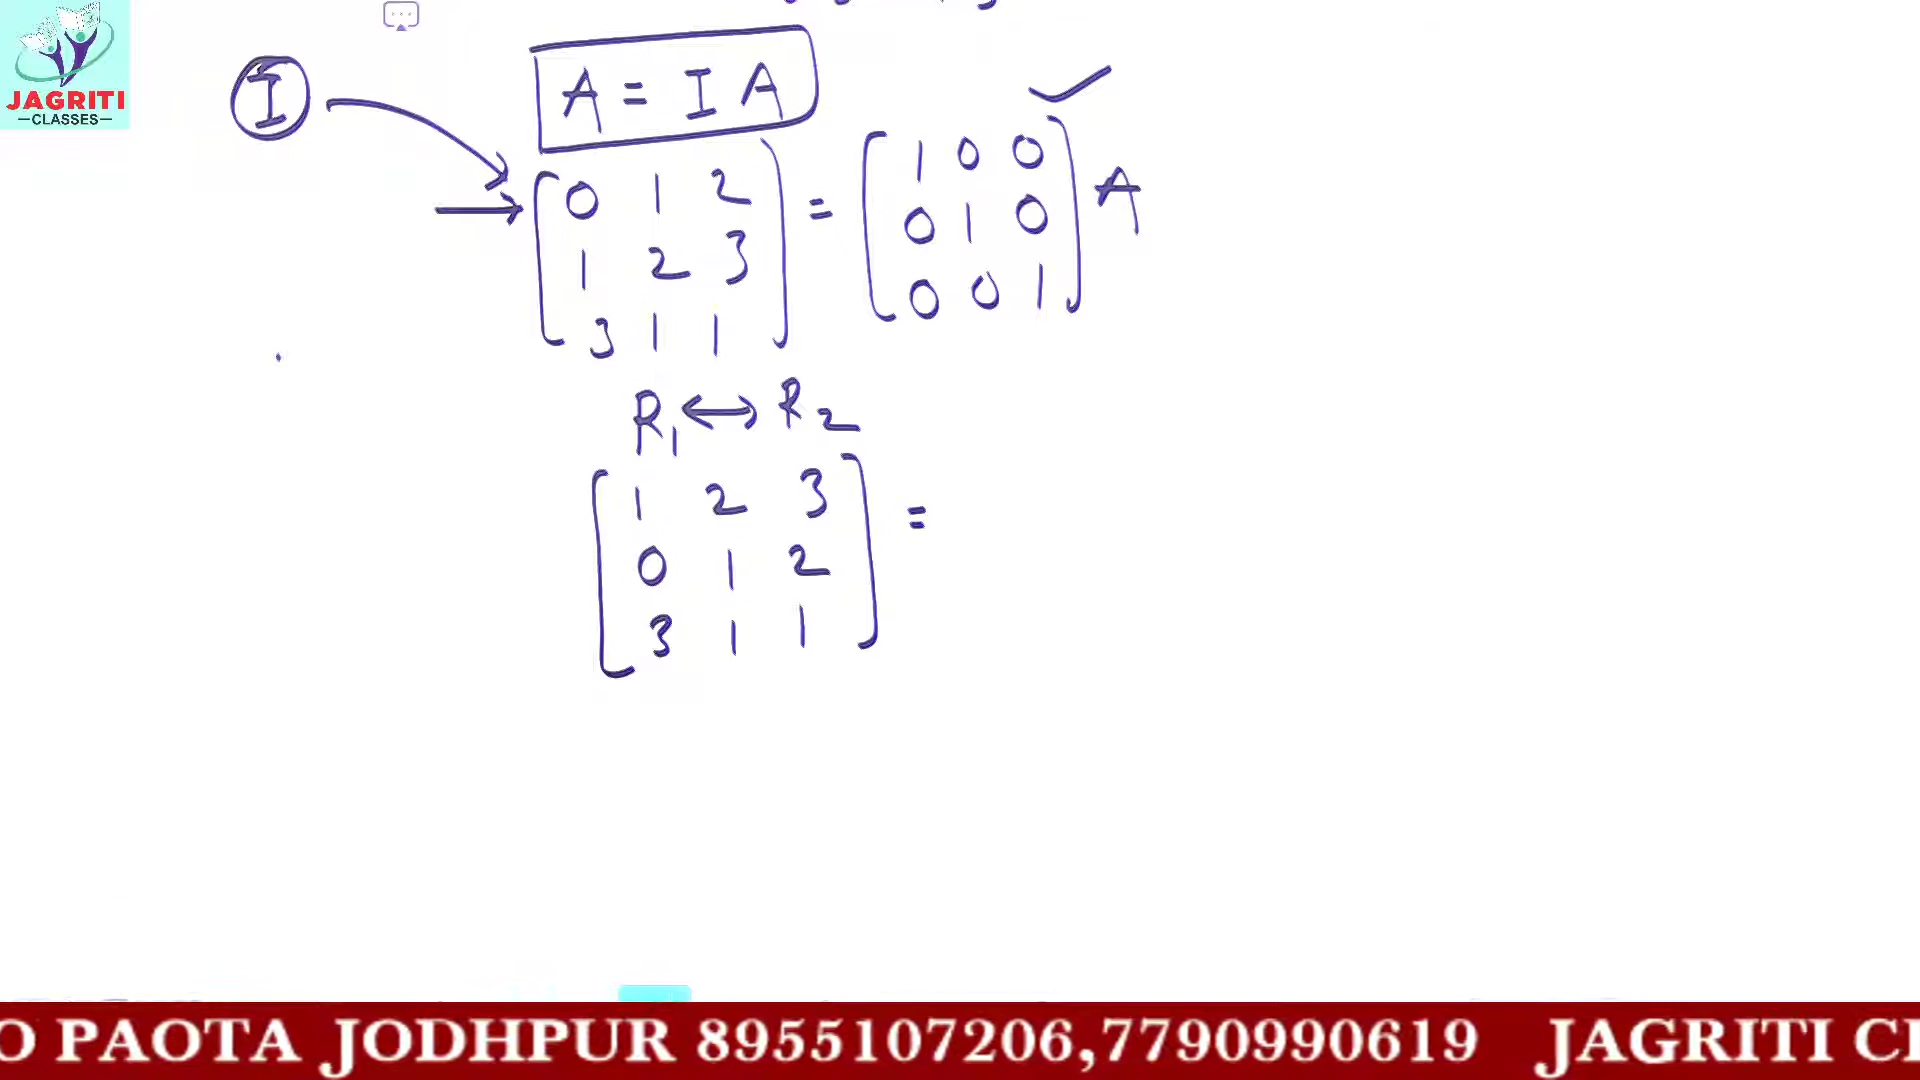 JAGRITI
—CLASSES—
I
A = I A
[0 1 2
1 2 3
3 1 1] = [1 0 0
0 1 0
0 0 1] A
R1 ↔ R2
[1 2 3
0 1 2
3 1 1] =
O PAOTA JODHPUR 8955107206,7790990619 JAGRITI C